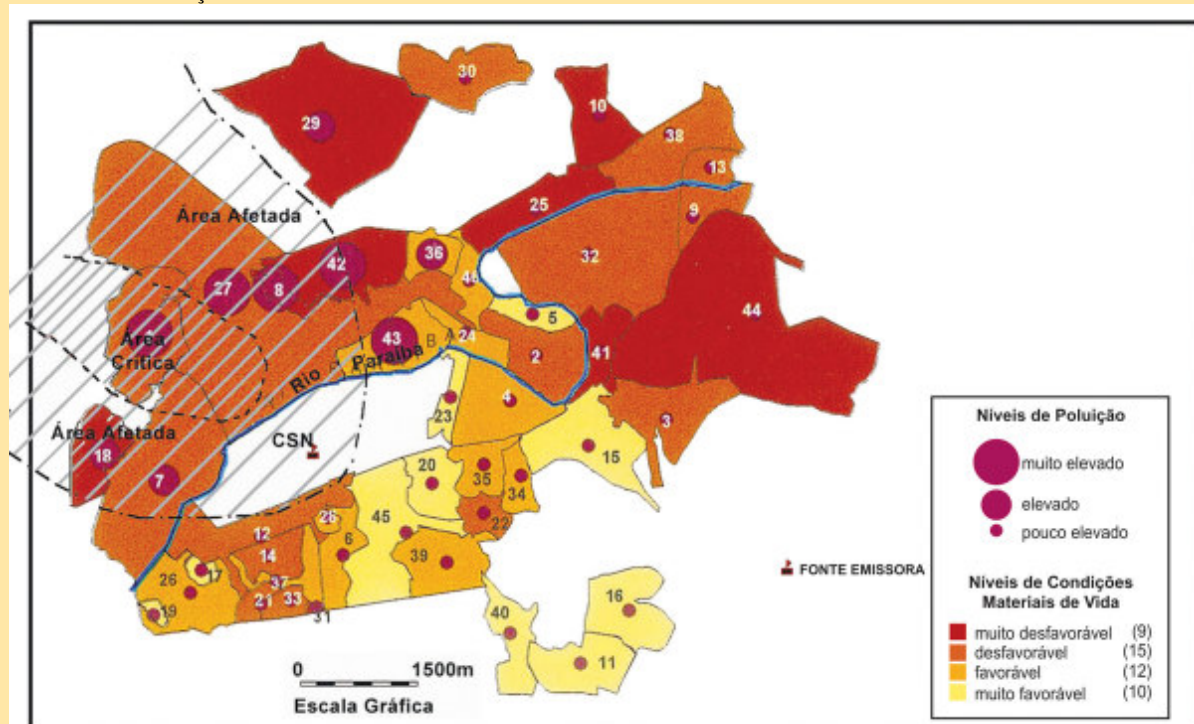 30
10
29
38
13
25
9
Área Afetada
36
42
48
32
27
8
44
5
43
24
B A
2
41
Área
Crítica
Rio Paraiba
4
3
23
Área Afetada
CSN
18
7
20
15
35
34
22
45
12
28
14
6
39
26
17
37
19
21
33
31
16
40
11
0 1500m
Escala Gráfica
FONTE EMISSORA
Níveis de Poluição
muito elevado
elevado
pouco elevado
Níveis de Condições
Materiais de Vida
muito desfavorável (9)
desfavorável (15)
favorável (12)
muito favorável (10)